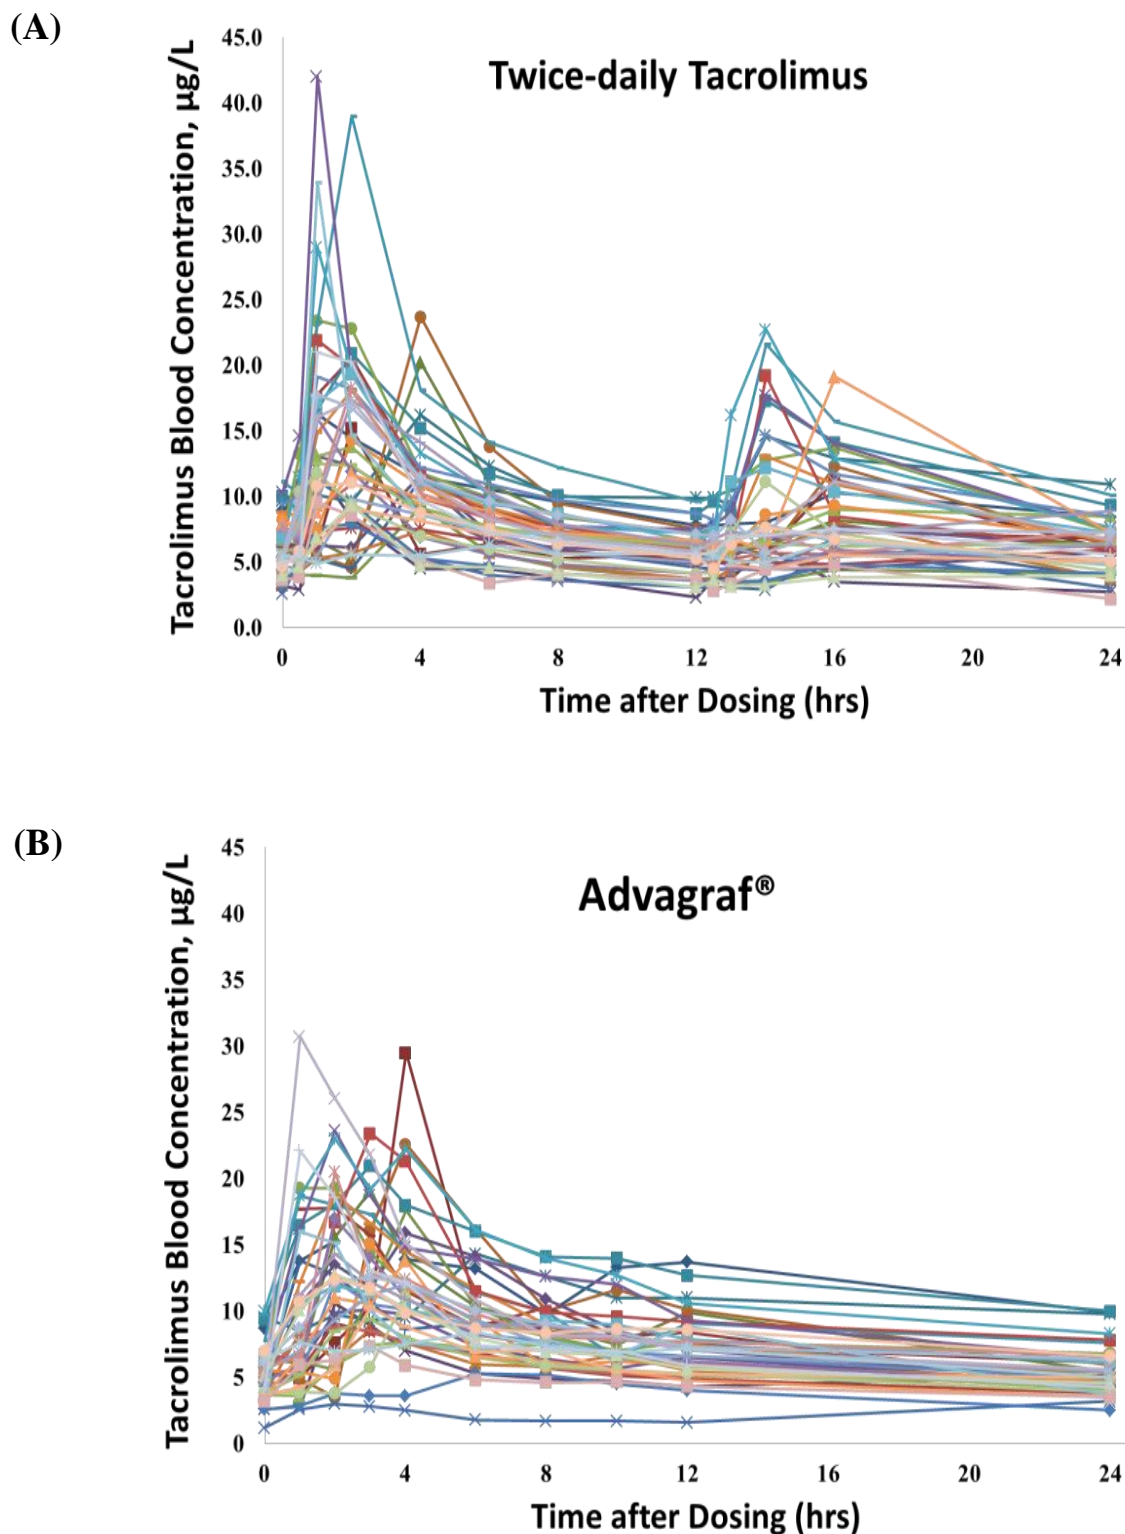 (A)
Twice-daily Tacrolimus
Tacrolimus Blood Concentration, µg/L
45.0
40.0
35.0
30.0
25.0
20.0
15.0
10.0
5.0
0.0
0 4 8 12 16 20 24
Time after Dosing (hrs)
(B)
Advagraf®
Tacrolimus Blood Concentration, µg/L
45
40
35
30
25
20
15
10
5
0
0 4 8 12 16 20 24
Time after Dosing (hrs)